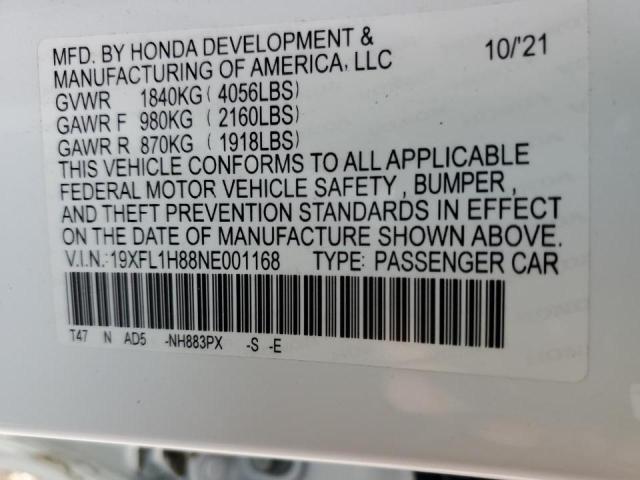 MFD. BY HONDA DEVELOPMENT & 10/'21
MANUFACTURING OF AMERICA, LLC
GVWR 1840KG ( 4056LBS)
GAWR F 980KG ( 2160LBS)
GAWR R 870KG ( 1918LBS)
THIS VEHICLE CONFORMS TO ALL APPLICABLE
FEDERAL MOTOR VEHICLE SAFETY , BUMPER ,
AND THEFT PREVENTION STANDARDS IN EFFECT
ON THE DATE OF MANUFACTURE SHOWN ABOVE.
V.I.N.:19XFL1H88NE001168 TYPE: PASSENGER CAR
T47 N AD5 -NH883PX -S -E